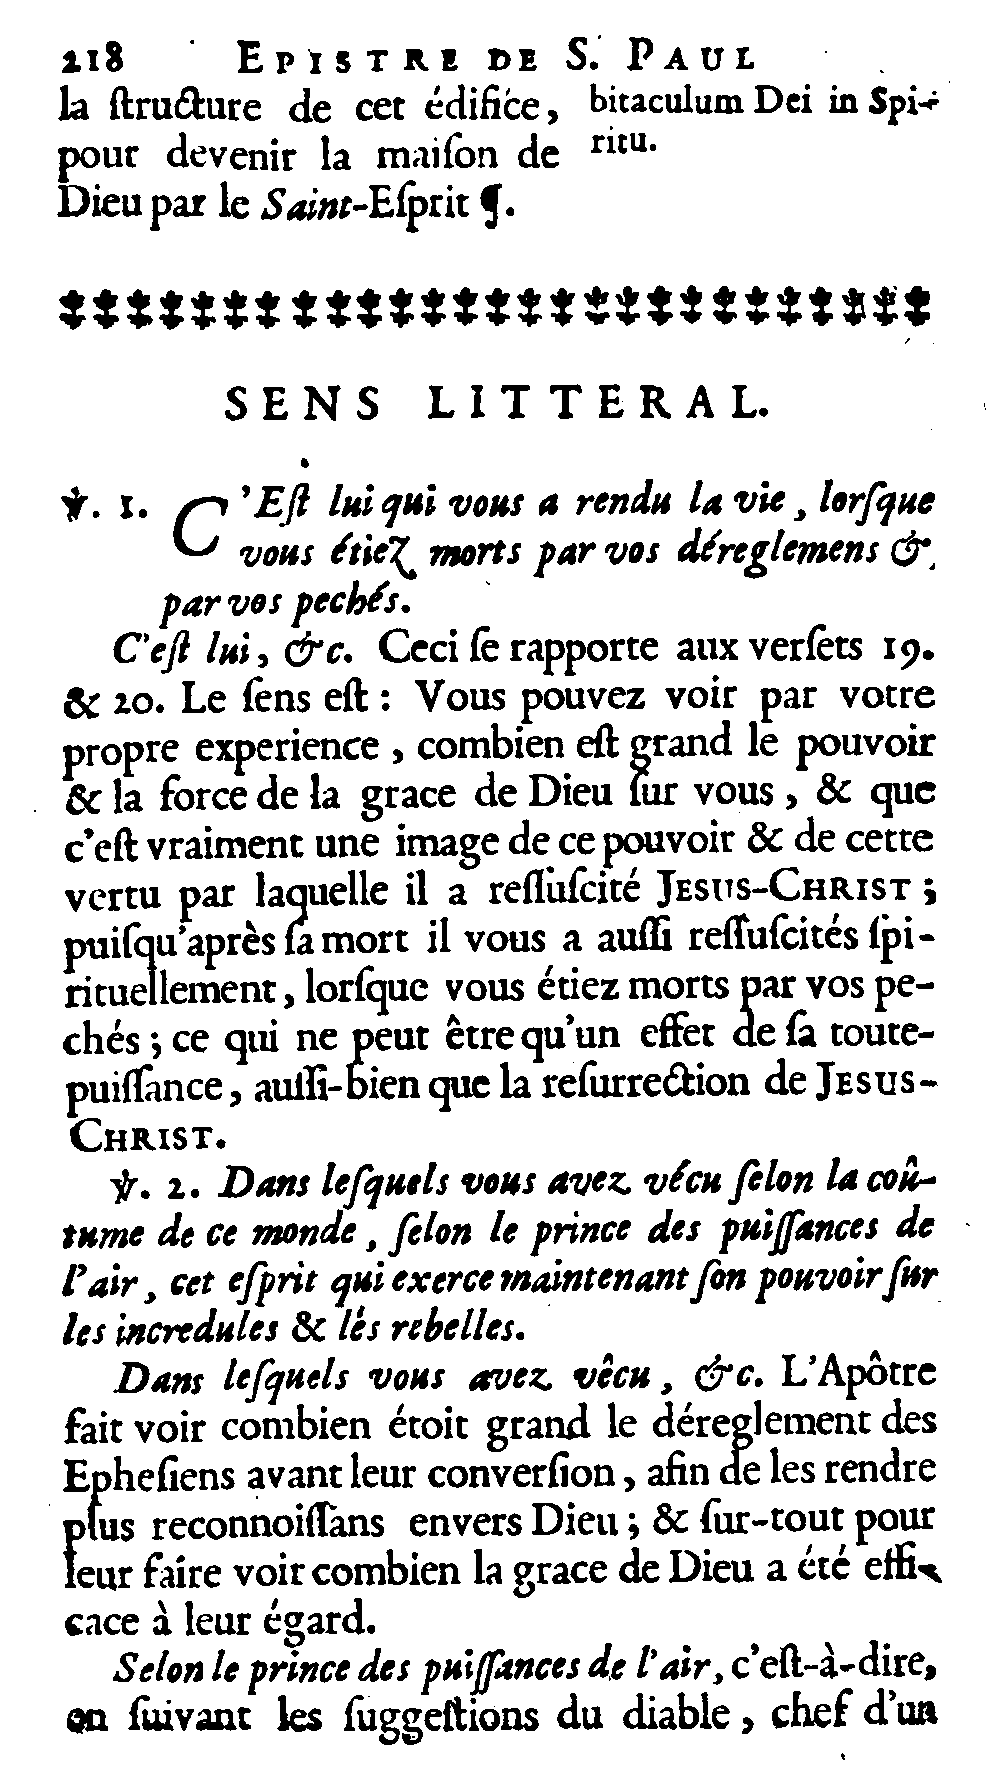 218 EPISTRE DE S. PAUL
la ſtructure de cet édifice,
pour devenir la maiſon de
Dieu par le Saint-Eſprit ¶.
bitaculum Dei in Spi-
ritu.
SENS LITTERAL.
℣. 1. C'Eſt lui qui vous a rendu la vie, lorſque
vous étiez morts par vos déreglemens &
par vos pechés.
C'eſt lui, &c. Ceci ſe rapporte aux verſets 19.
& 20. Le ſens eſt : Vous pouvez voir par votre
propre experience, combien eſt grand le pouvoir
& la force de la grace de Dieu ſur vous, & que
c'eſt vraiment une image de ce pouvoir & de cette
vertu par laquelle il a reſſuſcité JESUS-CHRIST ;
puiſqu'après ſa mort il vous a auſſi reſſuſcités ſpi-
rituellement, lorſque vous étiez morts par vos pe-
chés ; ce qui ne peut être qu'un effet de ſa toute-
puiſſance, auſſi-bien que la reſurrection de JESUS-
CHRIST.
℣. 2. Dans leſquels vous avez vécu ſelon la coû-
tume de ce monde, ſelon le prince des puiſſances de
l'air, cet eſprit qui exerce maintenant ſon pouvoir ſur
les incredules & les rebelles.
Dans leſquels vous avez vêcu, &c. L'Apôtre
fait voir combien étoit grand le déreglement des
Epheſiens avant leur converſion, afin de les rendre
plus reconnoiſſans envers Dieu ; & ſur-tout pour
leur faire voir combien la grace de Dieu a été effi-
cace à leur égard.
Selon le prince des puiſſances de l'air, c'eſt-à-dire,
en ſuivant les ſuggeſtions du diable, chef d'un